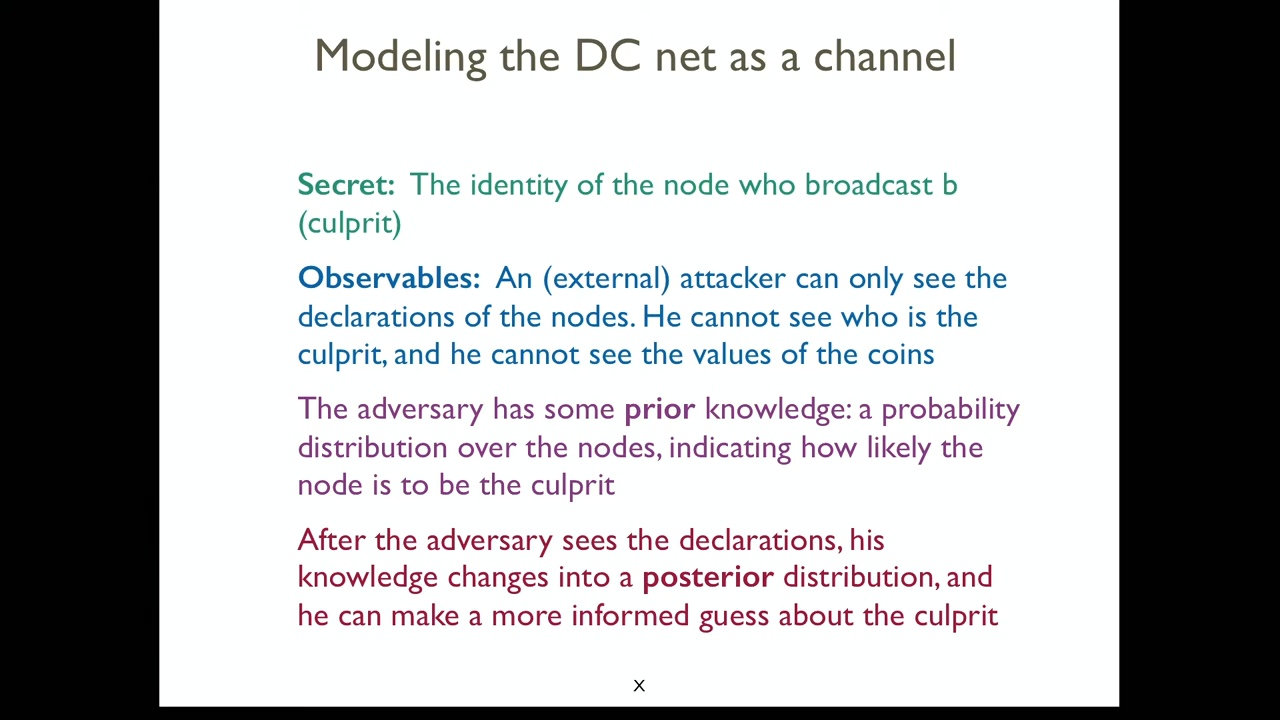 Modeling the DC net as a channel
Secret: The identity of the node who broadcast b
(culprit)
Observables: An (external) attacker can only see the
declarations of the nodes. He cannot see who is the
culprit, and he cannot see the values of the coins
The adversary has some prior knowledge: a probability
distribution over the nodes, indicating how likely the
node is to be the culprit
After the adversary sees the declarations, his
knowledge changes into a posterior distribution, and
he can make a more informed guess about the culprit
x